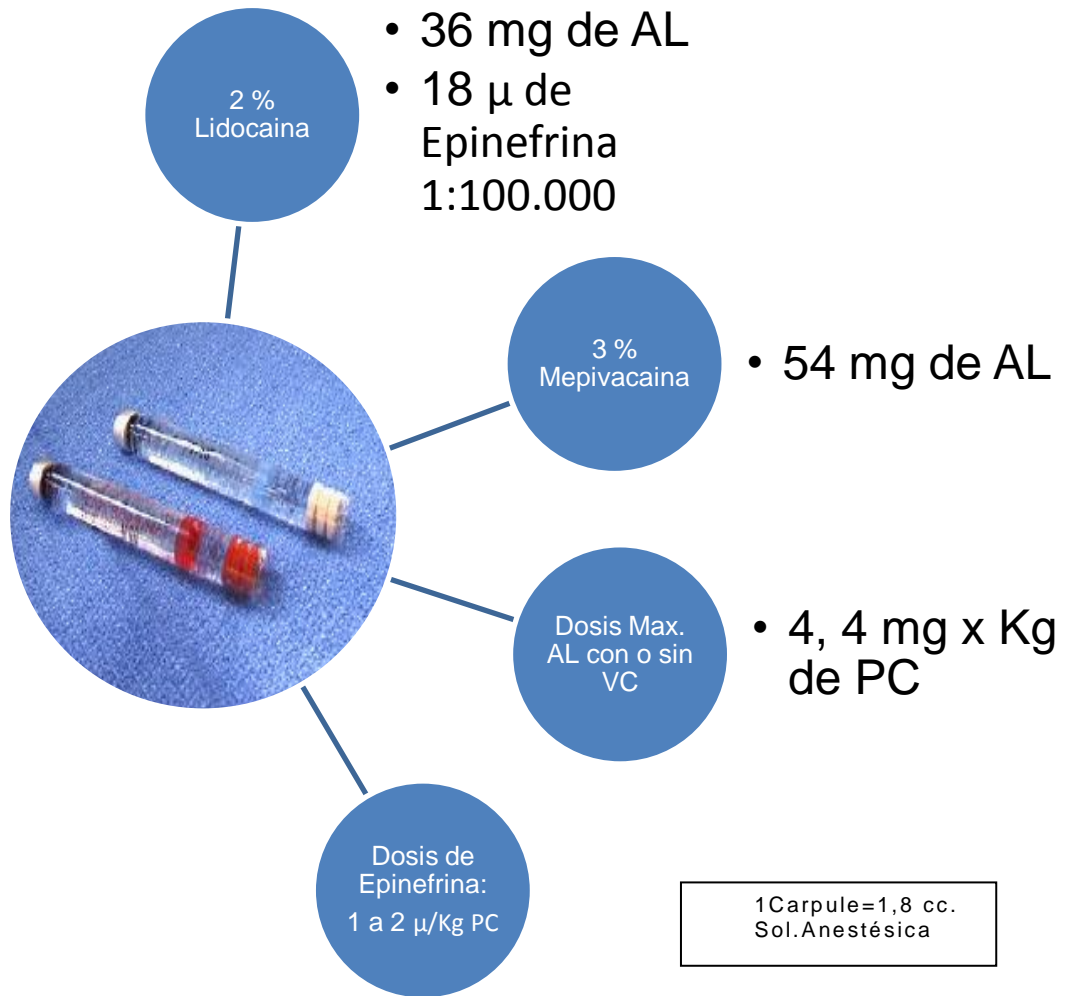 2 %
Lidocaina
• 36 mg de AL
• 18 µ de
Epinefrina
1:100.000
3 %
Mepivacaina
• 54 mg de AL
Dosis Max.
AL con o sin
VC
• 4, 4 mg x Kg
de PC
Dosis de
Epinefrina:
1 a 2 µ/Kg PC
1Carpule=1,8 cc.
Sol.Anestésica